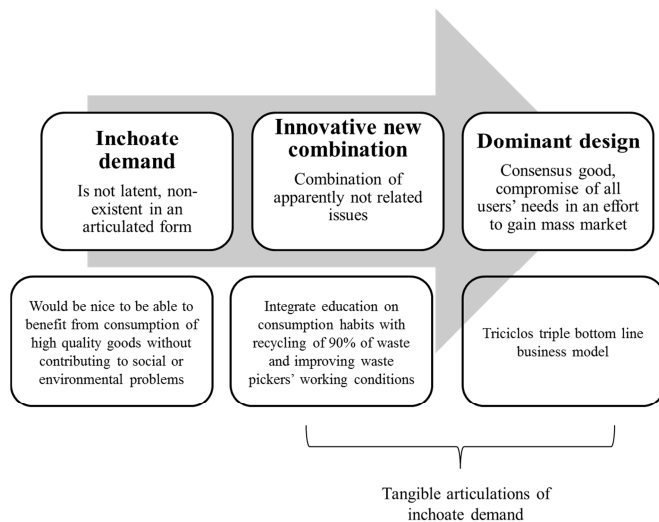 Inchoate
demand
Is not latent, non-
existent in an
articulated form
Innovative new
combination
Combination of
apparently not related
issues
Dominant design
Consensus good,
compromise of all
users' needs in an effort
to gain mass market
Would be nice to be able to
benefit from consumption of
high quality goods without
contributing to social or
environmental problems
Integrate education on
consumption habits with
recycling of 90% of waste
and improving waste
pickers' working conditions
Triciclos triple bottom line
business model
Tangible articulations of
inchoate demand